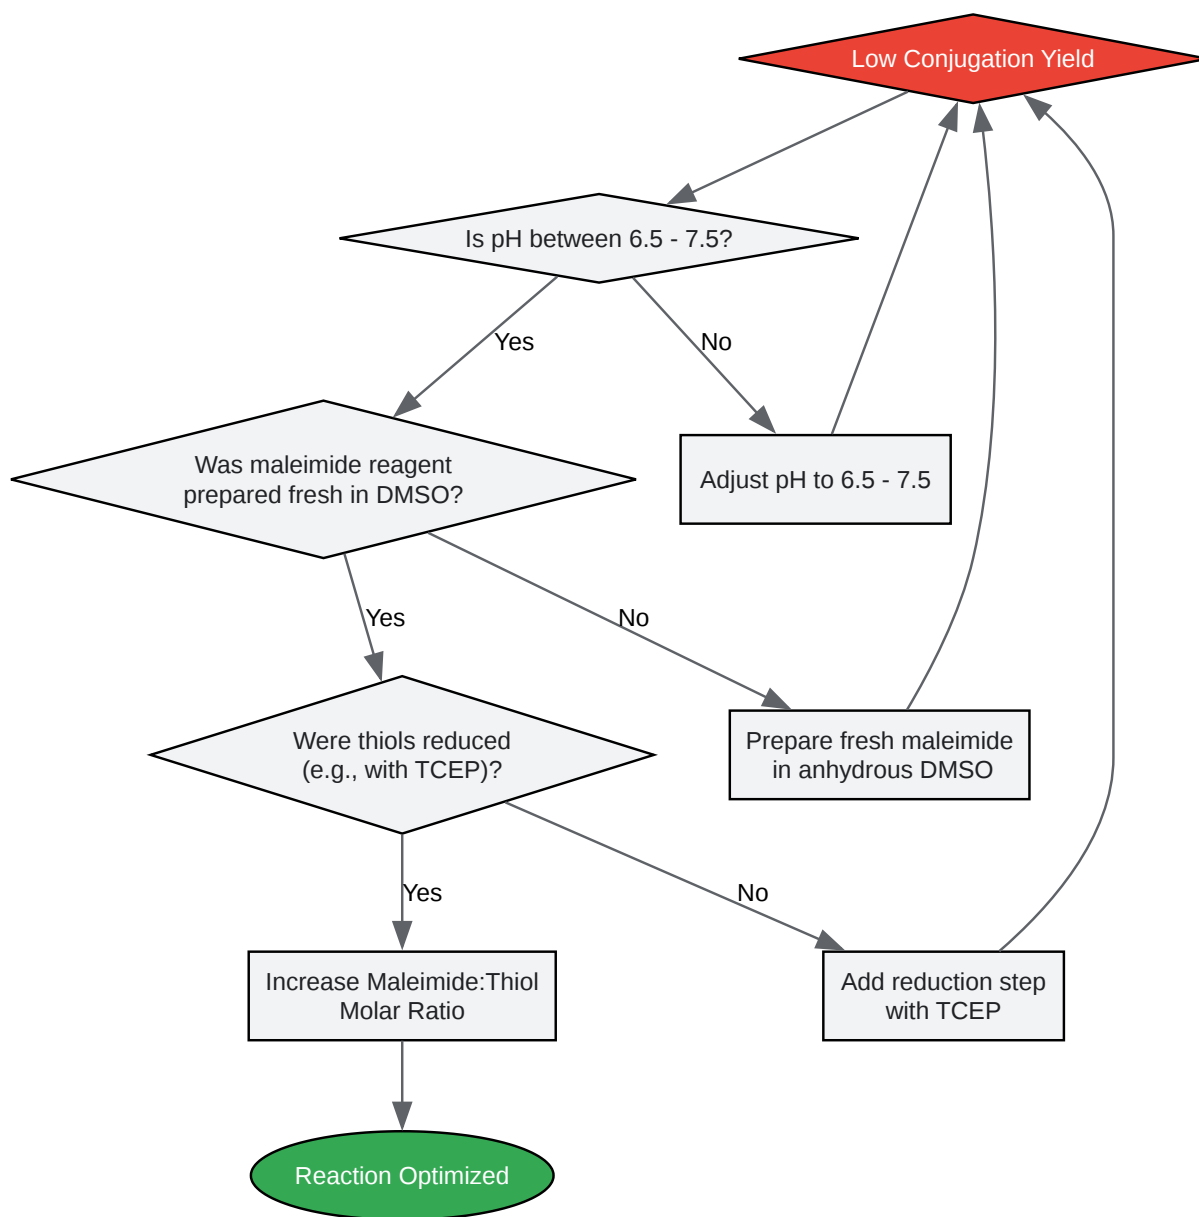 Low Conjugation Yield
Is pH between 6.5 - 7.5?
Yes
No
Was maleimide reagent
prepared fresh in DMSO?
Adjust pH to 6.5 - 7.5
Yes
No
Were thiols reduced
(e.g., with TCEP)?
Prepare fresh maleimide
in anhydrous DMSO
Yes
No
Increase Maleimide:Thiol
Molar Ratio
Add reduction step
with TCEP
Reaction Optimized